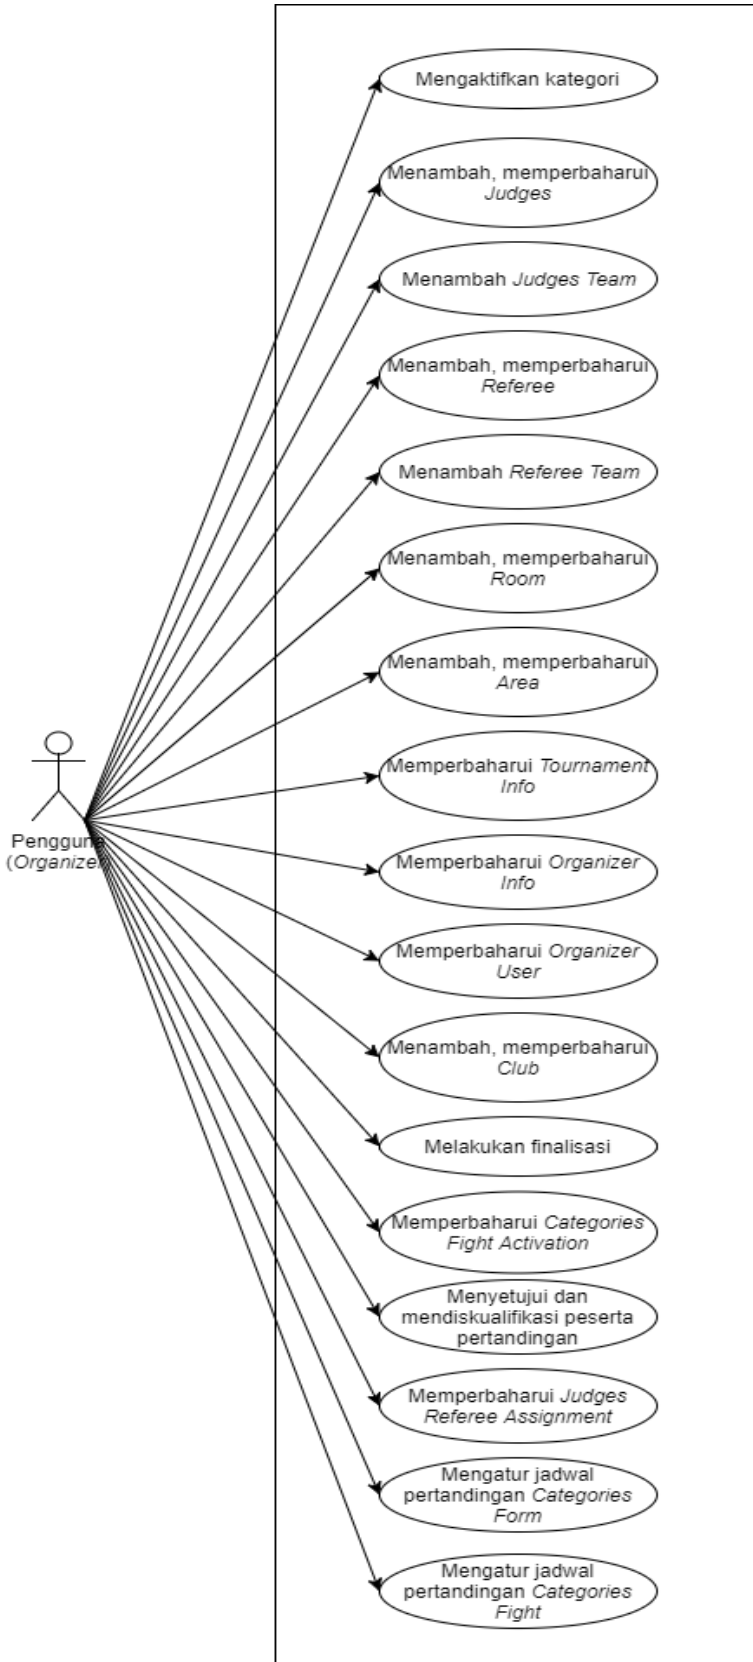 Mengaktifkan kategori
Menambah, memperbaharui
Judges
Menambah Judges Team
Menambah, memperbaharui
Referee
Menambah Referee Team
Menambah, memperbaharui
Room
Menambah, memperbaharui
Area
Memperbaharui Tournament
Info
Pengguna
(Organizer)
Memperbaharui Organizer
Info
Memperbaharui Organizer
User
Menambah, memperbaharui
Club
Melakukan finalisasi
Memperbaharui Categories
Fight Activation
Menyetujui dan
mendiskualifikasi peserta
pertandingan
Memperbaharui Judges
Referee Assignment
Mengatur jadwal
pertandingan Categories
Form
Mengatur jadwal
pertandingan Categories
Fight